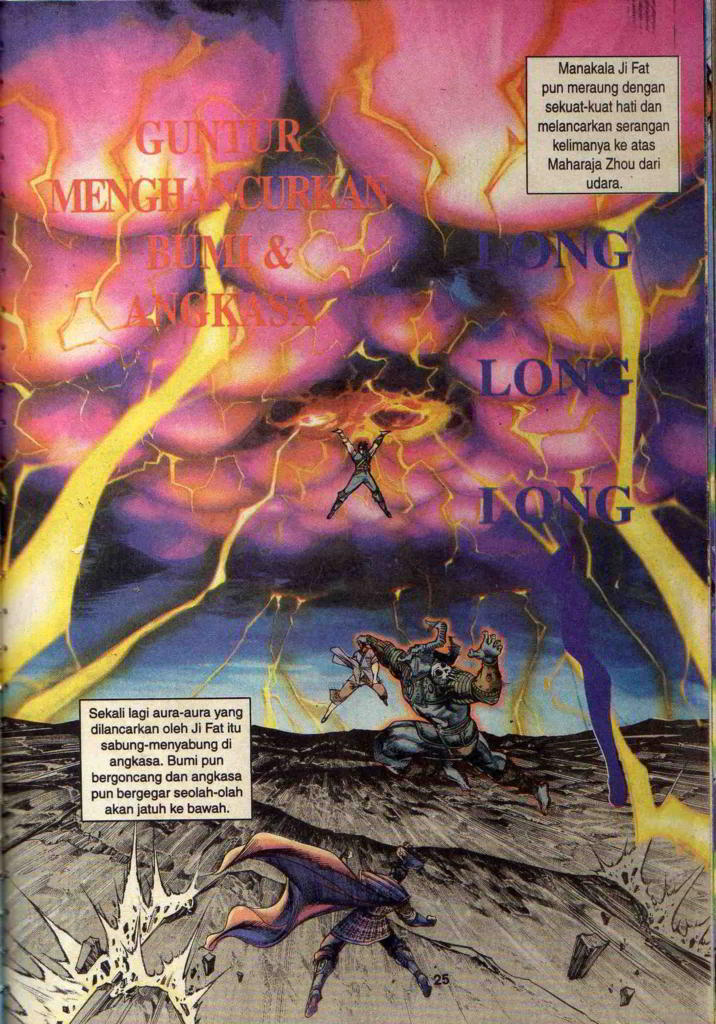 Manakala Ji Fat
pun meraung dengan
sekuat-kuat hati dan
melancarkan serangan
kelimanya ke atas
Maharaja Zhou dari
udara.
GUNTUR
MENGHANCURKAN
BUMI &
ANGKASA
LONG
LONG
LONG
Sekali lagi aura-aura yang
dilancarkan oleh Ji Fat itu
sabung-menyabung di
angkasa. Bumi pun
bergoncang dan angkasa
pun bergegar seolah-olah
akan jatuh ke bawah.
25